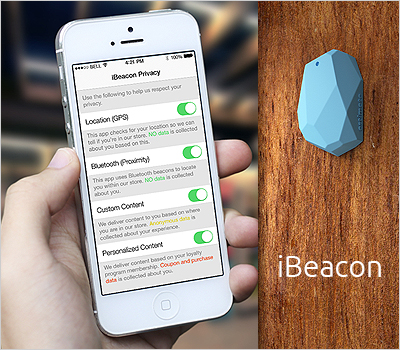 BELL 4:21 PM 100%
iBeacon Privacy
Use the following to help us respect your
privacy.
Location (GPS)
This app checks for your location so we can
tell if you're in our store. NO data is collected
about you based on this.
Bluetooth (Proximity)
This app uses Bluetooth beacons to locate
you within our store. NO data is collected
about you.
Custom Content
We deliver content to you based on where
you are in our store. Anonymous data is
collected about your experience.
Personalized Content
We deliver content based on your loyalty
program membership. Coupon and purchase
data is collected about you.
iBeacon